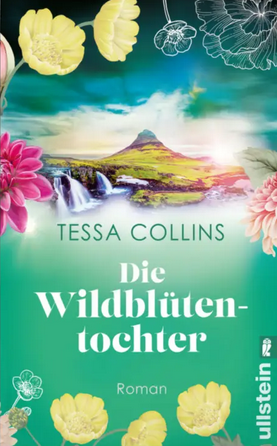 TESSA COLLINS
Die
Wildblüten-
tochter
Roman
ullstein